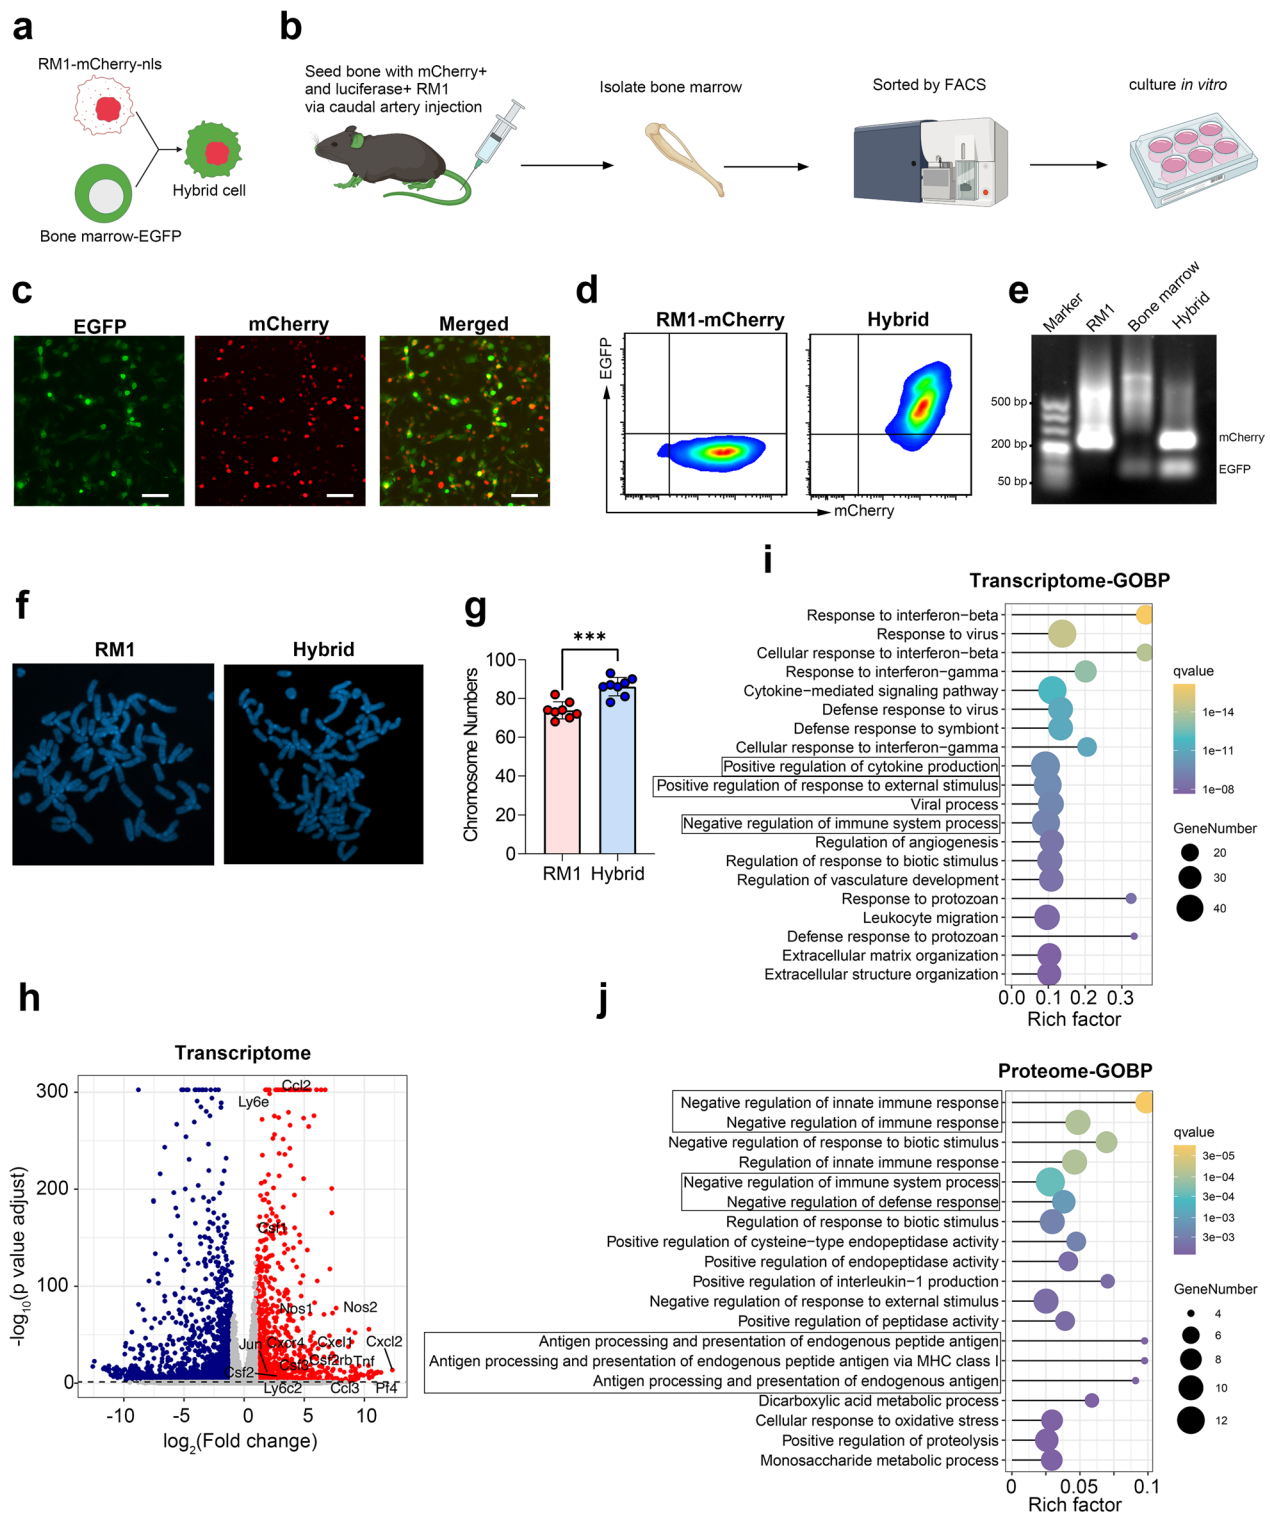 a
b
RM1-mCherry-nls
Hybrid cell
Bone marrow-EGFP
Seed bone with mCherry+
and luciferase+ RM1
via caudal artery injection
Isolate bone marrow
Sorted by FACS
culture in vitro
c
EGFP
mCherry
Merged
d
RM1-mCherry
Hybrid
EGFP
mCherry
e
Marker
RM1
Bone marrow
Hybrid
500 bp
200 bp
50 bp
mCherry
EGFP
f
RM1
Hybrid
g
***
Chromosome Numbers
100
80
60
40
20
0
RM1 Hybrid
h
Transcriptome
-log10(p value adjust)
300
200
100
0
Ccl2
Ly6e
Csf1
Nos1
Nos2
Jun
Cxcr4
Cxcl1
Cxcl2
Csf3
Csf2rb
Tnf
Csf2
Ly6c2
Ccl3
Pf4
-10 -5 0 5 10
log2(Fold change)
i
Transcriptome-GOBP
Response to interferon−beta
Response to virus
Cellular response to interferon−beta
Response to interferon−gamma
Cytokine−mediated signaling pathway
Defense response to virus
Defense response to symbiont
Cellular response to interferon−gamma
Positive regulation of cytokine production
Positive regulation of response to external stimulus
Viral process
Negative regulation of immune system process
Regulation of angiogenesis
Regulation of response to biotic stimulus
Regulation of vasculature development
Response to protozoan
Leukocyte migration
Defense response to protozoan
Extracellular matrix organization
Extracellular structure organization
0.0 0.1 0.2 0.3
Rich factor
qvalue
1e−14
1e−11
1e−08
GeneNumber
20
30
40
j
Proteome-GOBP
Negative regulation of innate immune response
Negative regulation of immune response
Negative regulation of response to biotic stimulus
Regulation of innate immune response
Negative regulation of immune system process
Negative regulation of defense response
Regulation of response to biotic stimulus
Positive regulation of cysteine−type endopeptidase activity
Positive regulation of endopeptidase activity
Positive regulation of interleukin−1 production
Negative regulation of response to external stimulus
Positive regulation of peptidase activity
Antigen processing and presentation of endogenous peptide antigen
Antigen processing and presentation of endogenous peptide antigen via MHC class I
Antigen processing and presentation of endogenous antigen
Dicarboxylic acid metabolic process
Cellular response to oxidative stress
Positive regulation of proteolysis
Monosaccharide metabolic process
0 0.05 0.1
Rich factor
qvalue
3e−05
1e−04
3e−04
1e−03
3e−03
GeneNumber
4
6
8
10
12